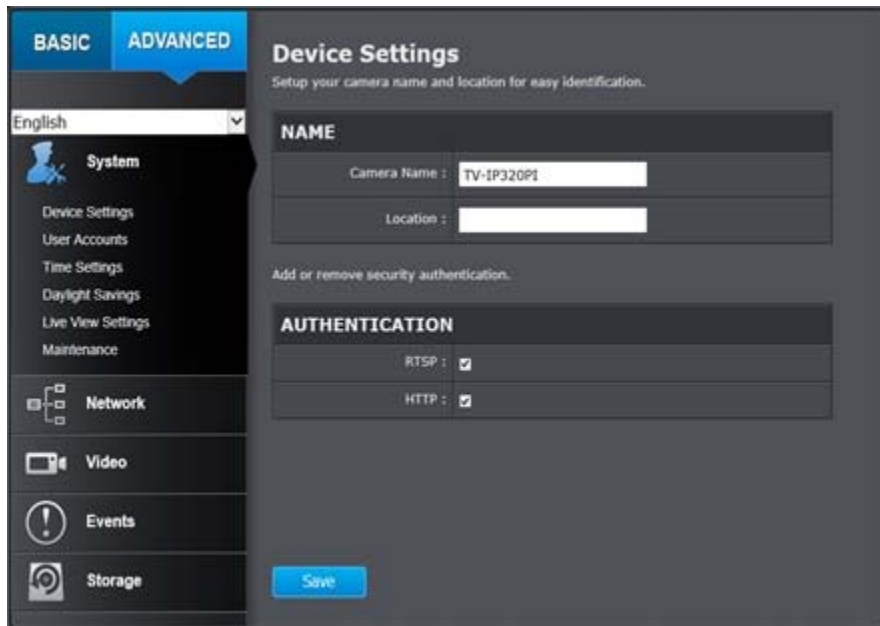 BASIC
ADVANCED
English
System
Device Settings
User Accounts
Time Settings
Daylight Savings
Live View Settings
Maintenance
Network
Video
Events
Storage
Device Settings
Setup your camera name and location for easy identification.
NAME
Camera Name : TV-IP320PI
Location :
Add or remove security authentication.
AUTHENTICATION
RTSP :
HTTP :
Save